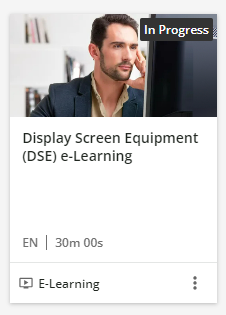 In Progress
Display Screen Equipment
(DSE) e-Learning
EN | 30m 00s
E-Learning